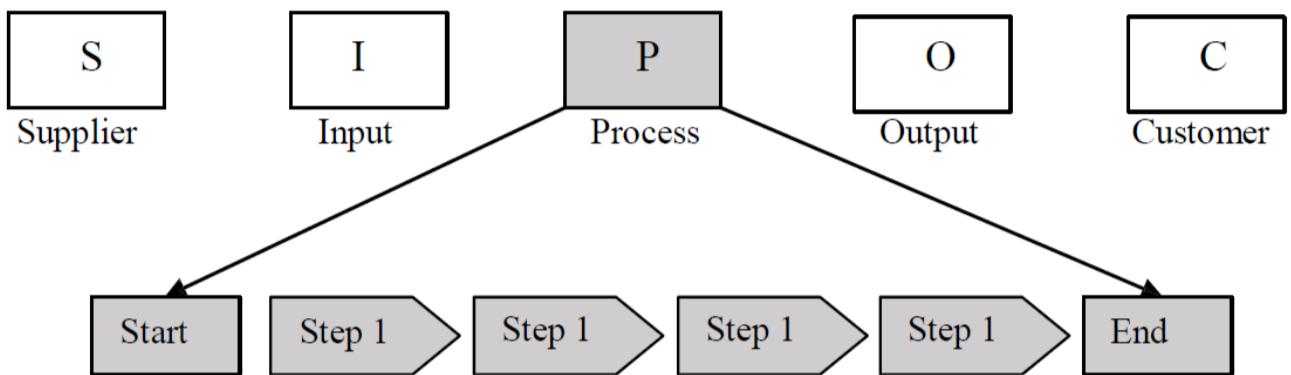 S I P O C
Supplier Input Process Output Customer
Start Step 1 Step 1 Step 1 Step 1 End